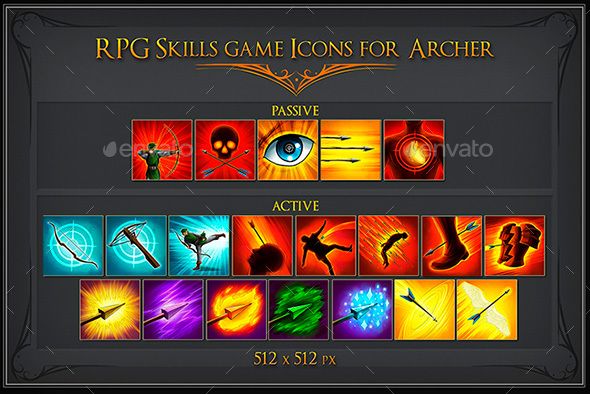 RPG Skills game Icons for Archer
PASSIVE
envato envato
ACTIVE
512 x 512 px